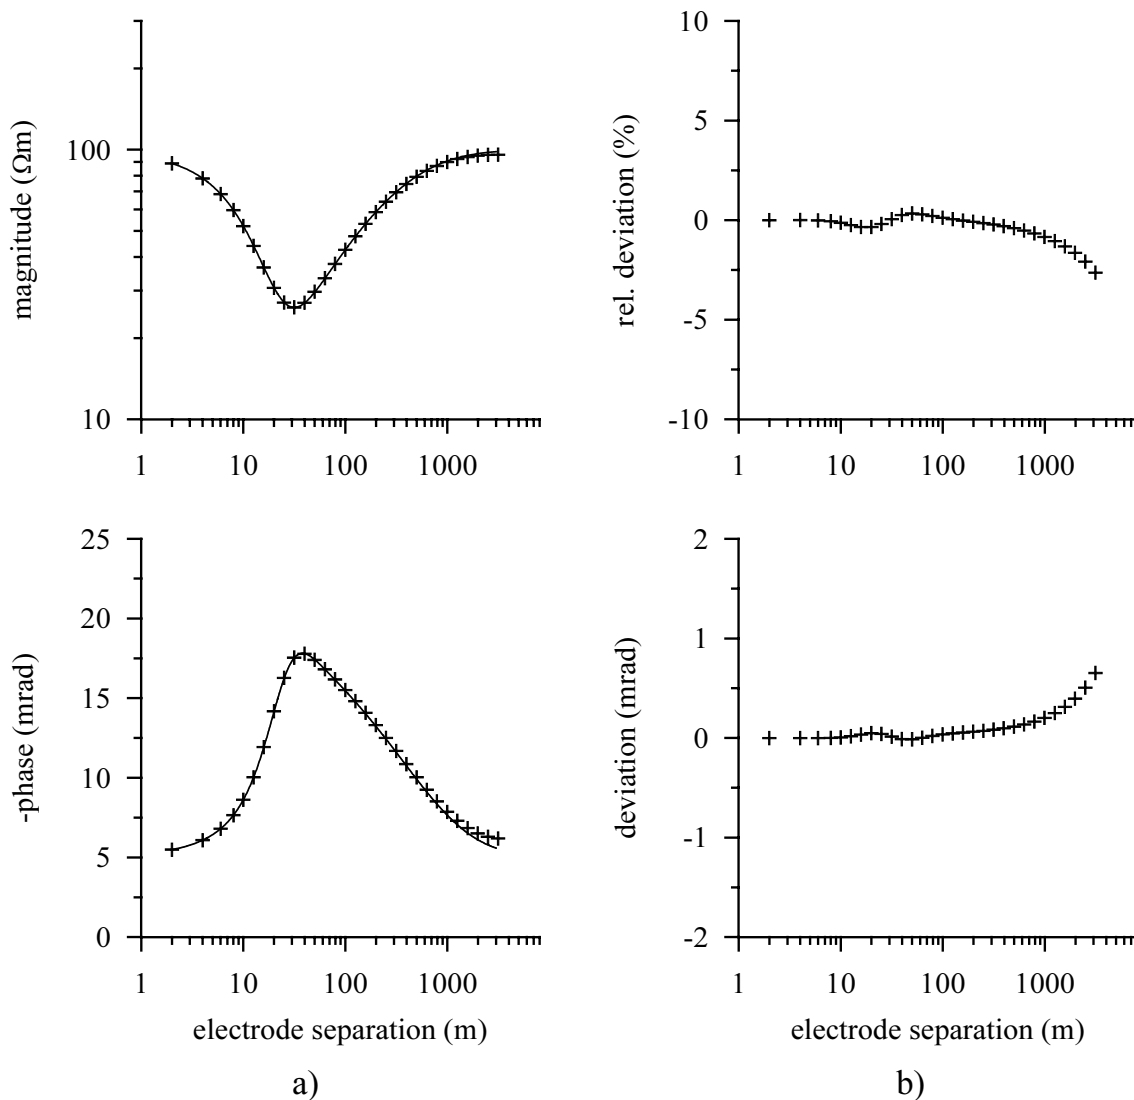 magnitude (Ωm)
100
10
1 10 100 1000
rel. deviation (%)
10
5
0
-5
-10
1 10 100 1000
-phase (mrad)
25
20
15
10
5
0
1 10 100 1000
electrode separation (m)
a)
deviation (mrad)
2
1
0
-1
-2
1 10 100 1000
electrode separation (m)
b)